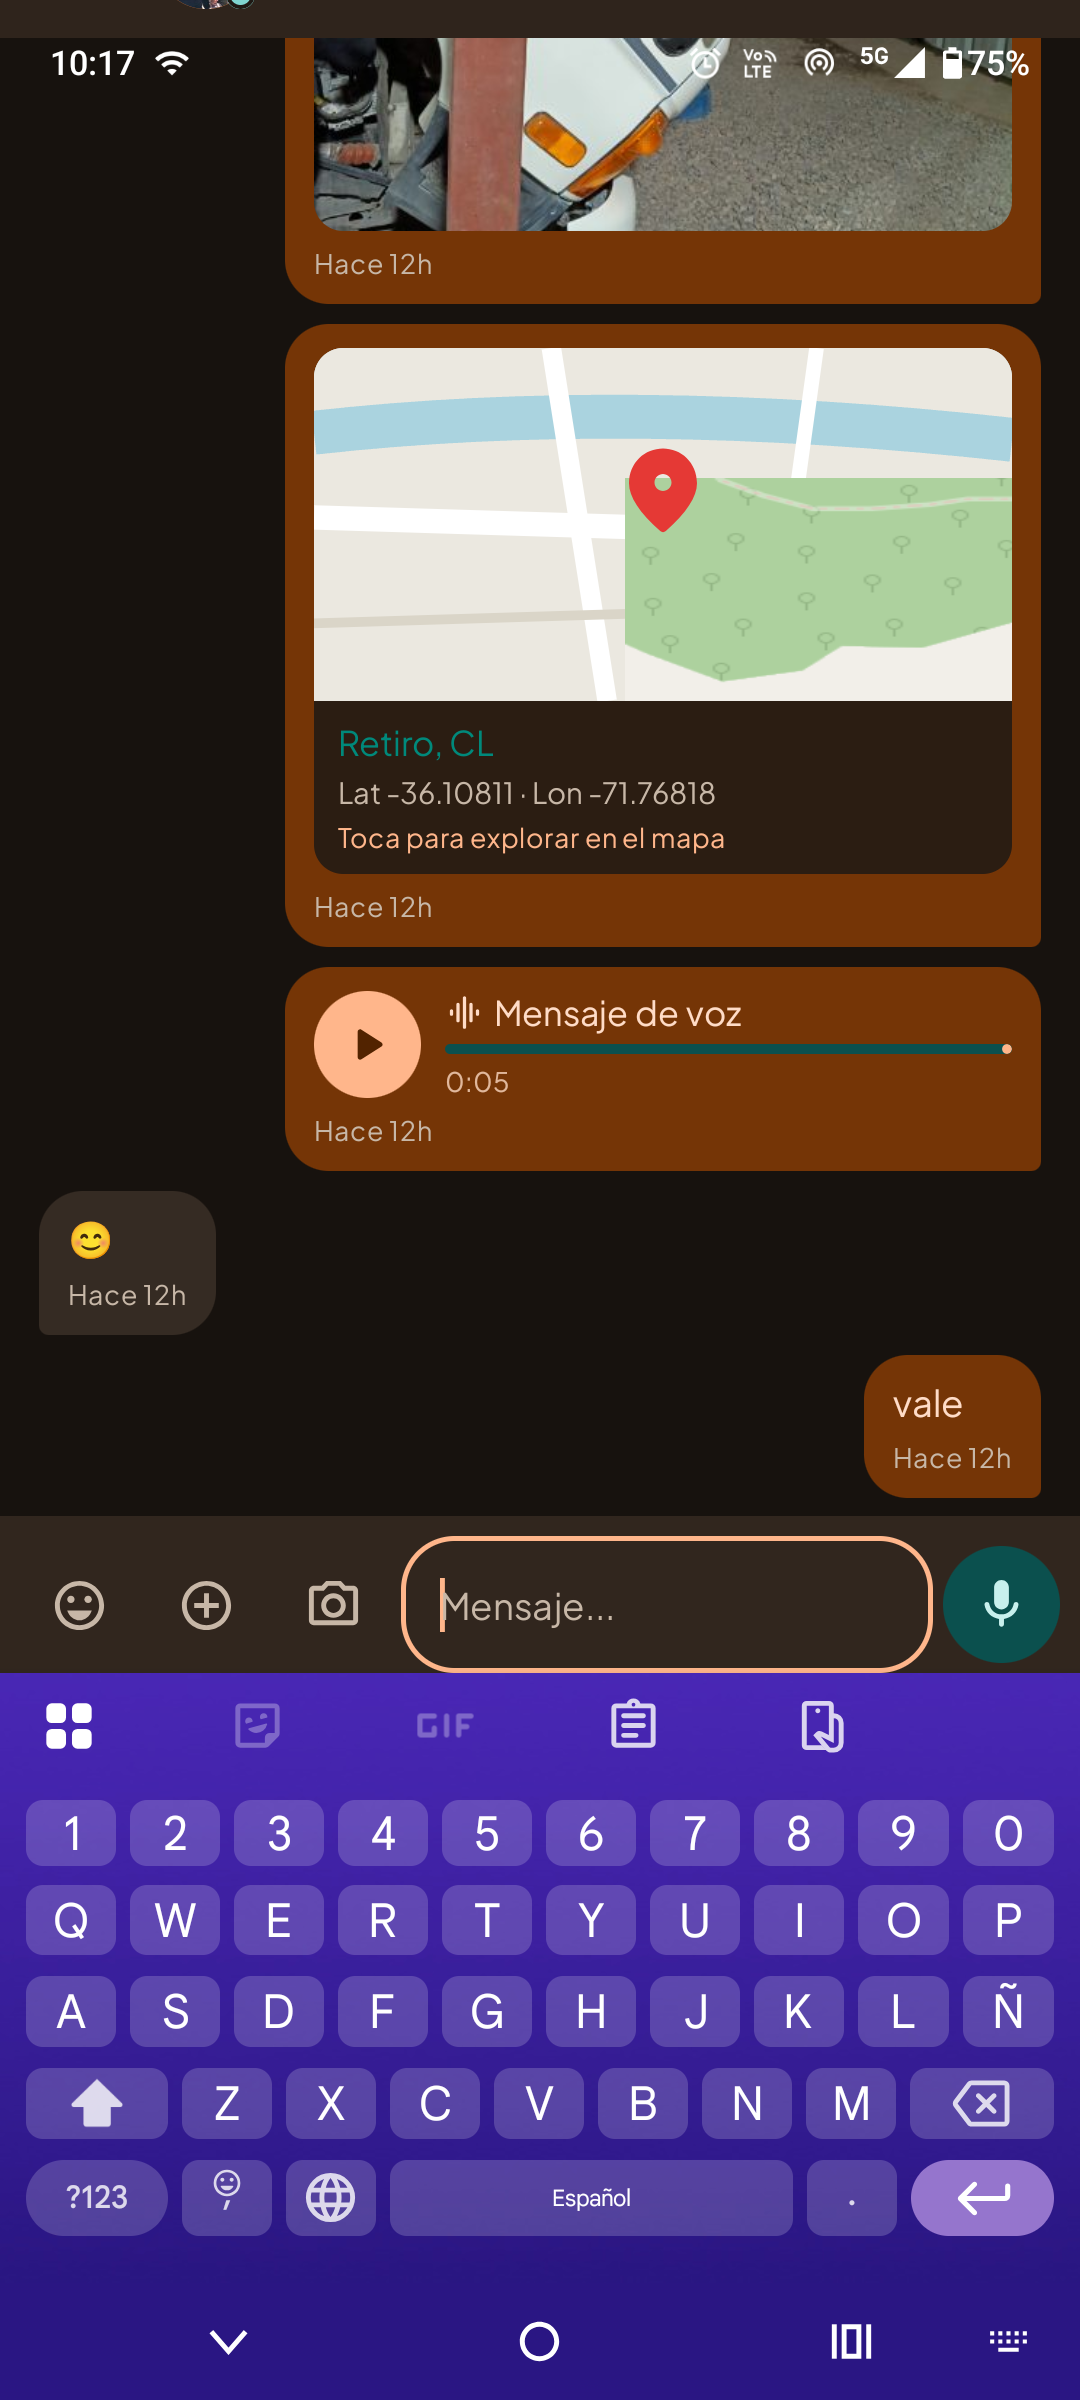 10:17
Vo)) LTE
5G
75%
Hace 12h
Retiro, CL
Lat -36.10811 · Lon -71.76818
Toca para explorar en el mapa
Hace 12h
Mensaje de voz
0:05
Hace 12h
😊
Hace 12h
vale
Hace 12h
Mensaje...
GIF
1 2 3 4 5 6 7 8 9 0
Q W E R T Y U I O P
A S D F G H J K L Ñ
Z X C V B N M
?123 , Español .